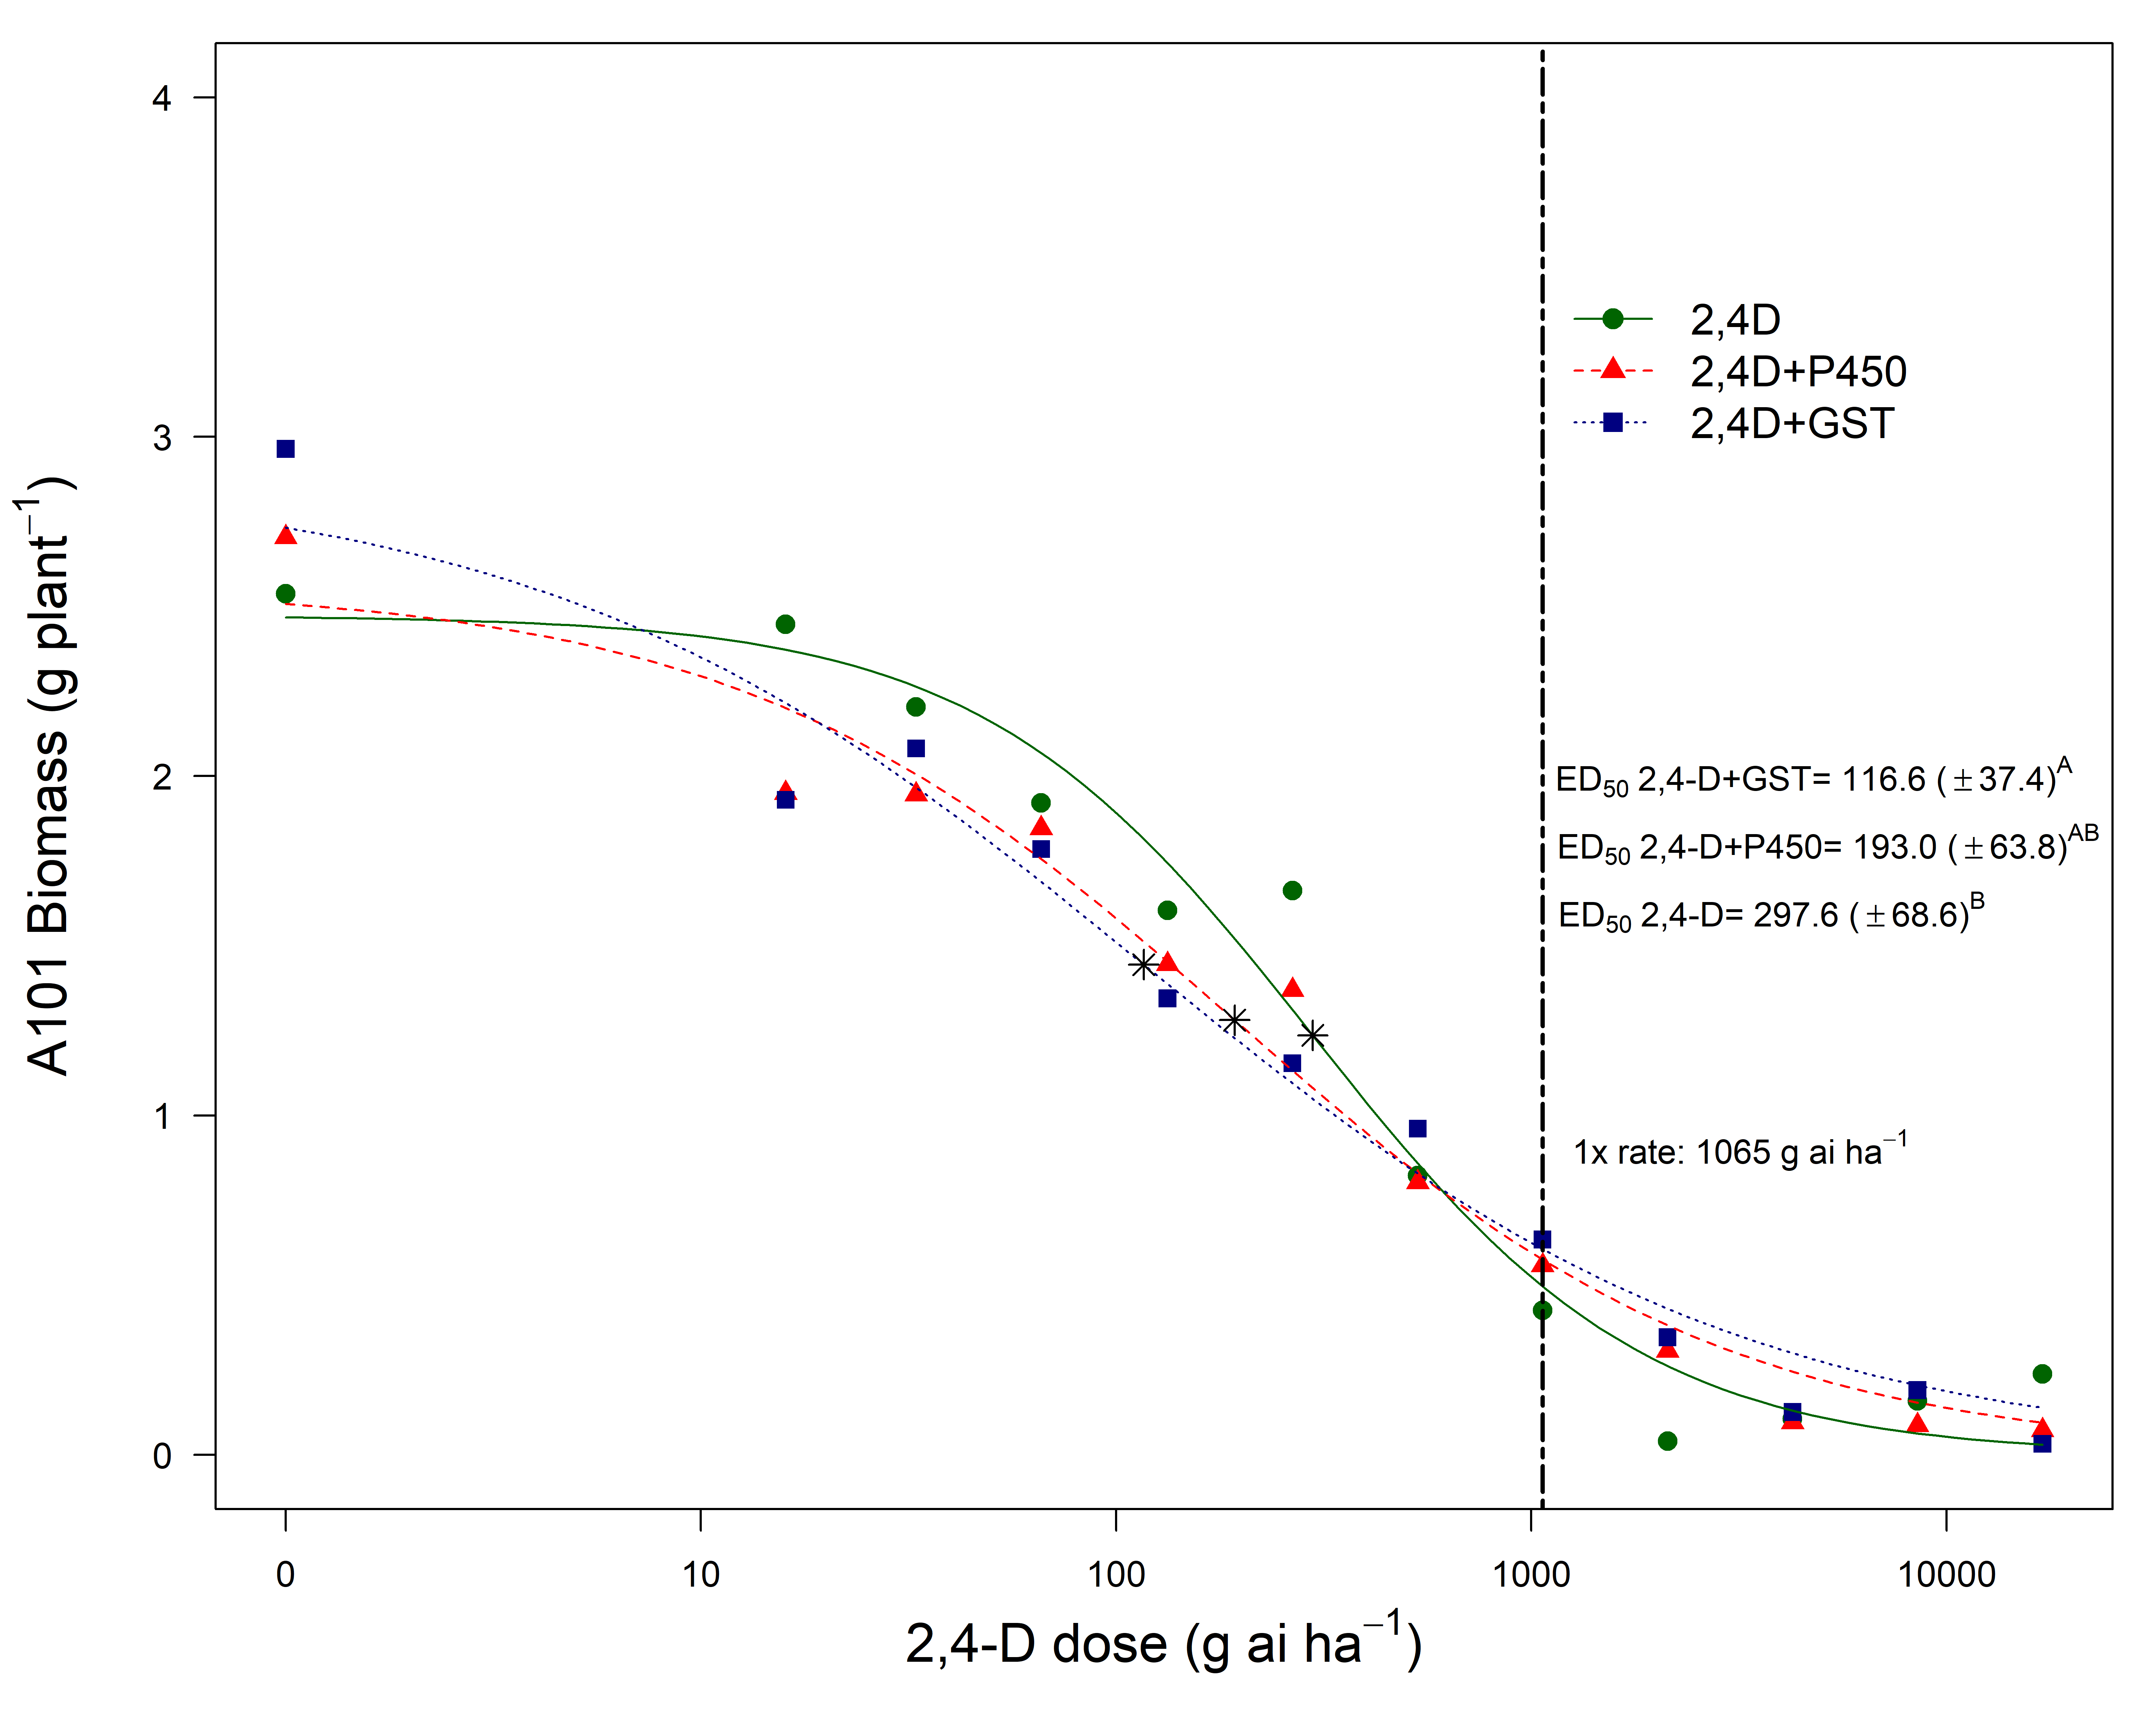 A101 Biomass (g plant⁻¹)
4
3
2
1
0
2,4D
2,4D+P450
2,4D+GST
ED₅₀ 2,4-D+GST= 116.6 (±37.4)ᴬ
ED₅₀ 2,4-D+P450= 193.0 (±63.8)ᴬᴮ
ED₅₀ 2,4-D= 297.6 (±68.6)ᴮ
1x rate: 1065 g ai ha⁻¹
0 10 100 1000 10000
2,4-D dose (g ai ha⁻¹)